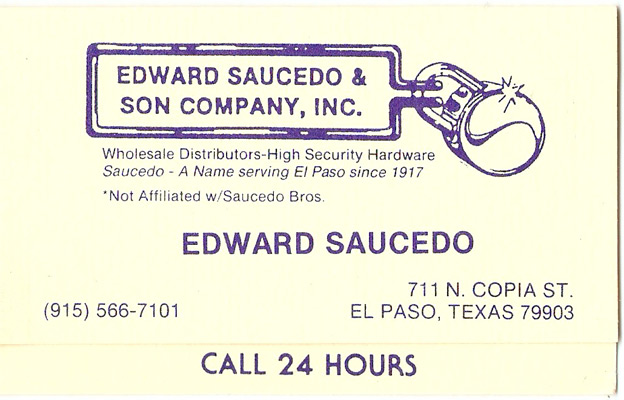 EDWARD SAUCEDO &
SON COMPANY, INC.
Wholesale Distributors-High Security Hardware
Saucedo - A Name serving El Paso since 1917
*Not Affiliated w/Saucedo Bros.
EDWARD SAUCEDO
711 N. COPIA ST.
(915) 566-7101
EL PASO, TEXAS 79903
CALL 24 HOURS